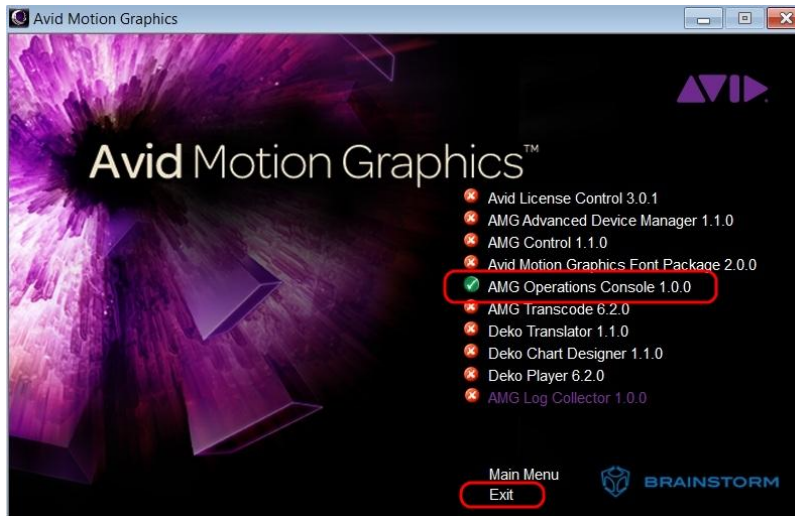 Avid Motion Graphics
AVID
Avid Motion Graphics™
Avid License Control 3.0.1
AMG Advanced Device Manager 1.1.0
AMG Control 1.1.0
Avid Motion Graphics Font Package 2.0.0
AMG Operations Console 1.0.0
AMG Transcode 6.2.0
Deko Translator 1.1.0
Deko Chart Designer 1.1.0
Deko Player 6.2.0
AMG Log Collector 1.0.0
Main Menu
Exit
BRAINSTORM